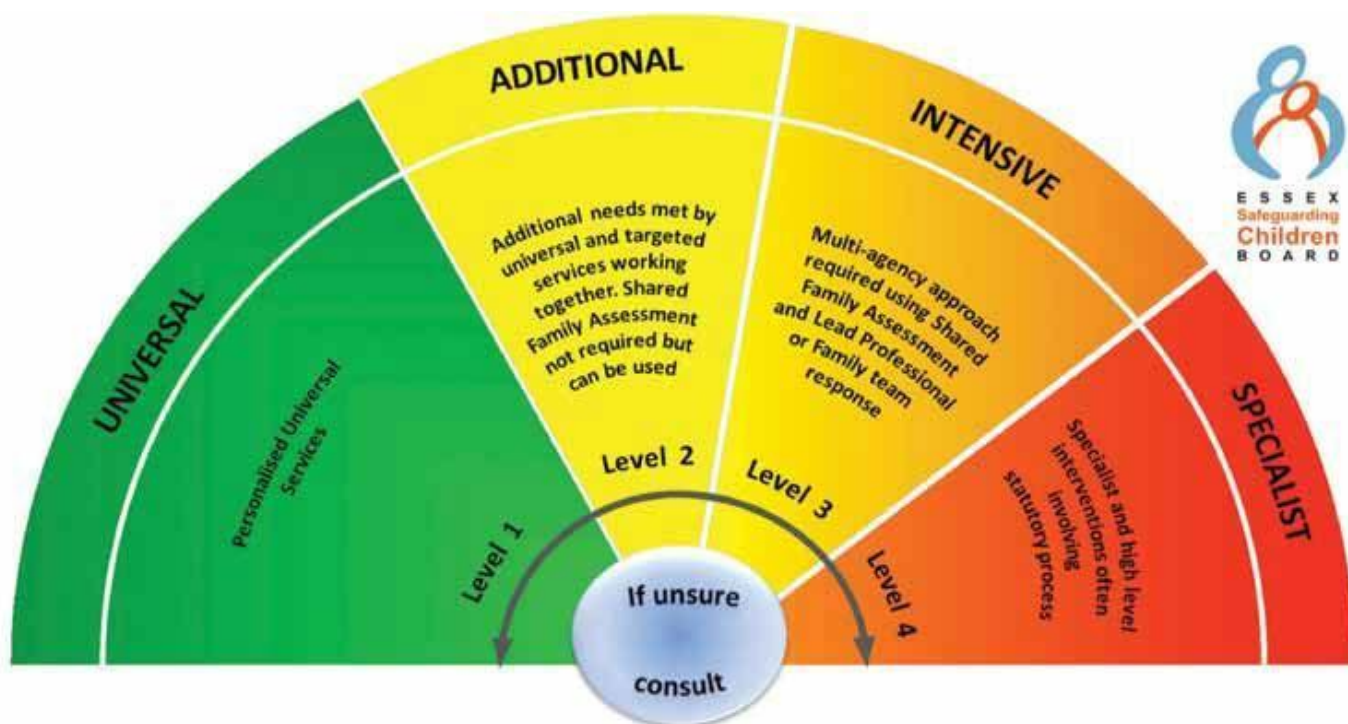 UNIVERSAL
Personalised Universal
Services
Level 1
ADDITIONAL
Additional needs met by
universal and targeted
services working
together. Shared
Family Assessment
not required but
can be used
Level 2
INTENSIVE
Multi-agency approach
required using Shared
Family Assessment
and Lead Professional
or Family team
response
Level 3
SPECIALIST
Specialist and high level
interventions often
involving
statutory process
Level 4
If unsure
consult
ESSEX
Safeguarding
Children
BOARD